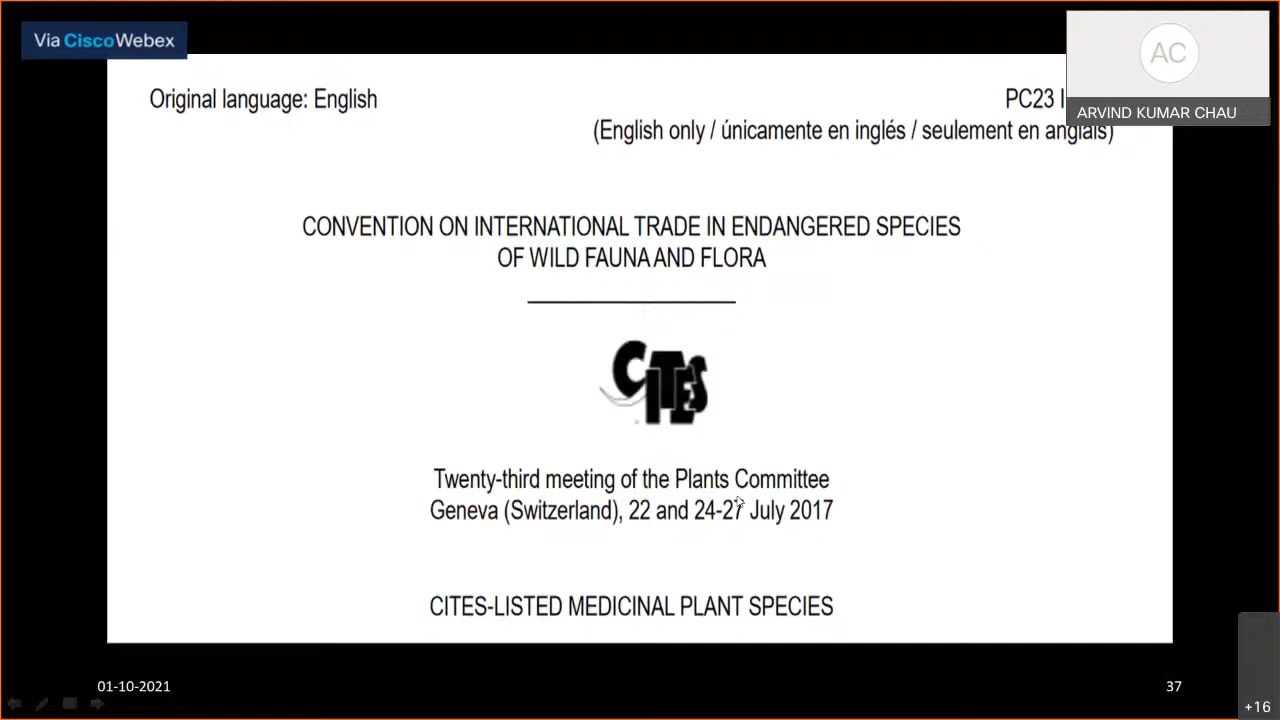 Via CiscoWebex
AC
ARVIND KUMAR CHAU
Original language: English
PC23
(English only / únicamente en inglés / seulement en anglais)
CONVENTION ON INTERNATIONAL TRADE IN ENDANGERED SPECIES
OF WILD FAUNA AND FLORA
CITES
Twenty-third meeting of the Plants Committee
Geneva (Switzerland), 22 and 24-27 July 2017
CITES-LISTED MEDICINAL PLANT SPECIES
01-10-2021
37
+16